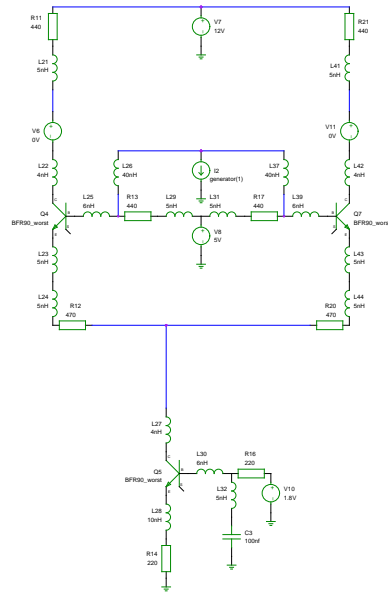 R11
440
V7
12V
R21
440
L21
5nH
L41
5nH
V6
0V
V11
0V
L22
4nH
L26
40nH
I2
generator(1)
L37
40nH
L42
4nH
C
C
Q4
BFR90_worst
B
E
L25
6nH
R13
440
L29
5nH
L31
5nH
R17
440
L39
6nH
B
E
Q7
BFR90_worst
V8
5V
L23
5nH
L43
5nH
L24
5nH
L44
5nH
R12
470
R20
470
L27
4nH
C
Q5
BFR90_worst
B
E
L30
6nH
R16
220
L32
5nH
V10
1.8V
L28
10nH
C3
100nf
R14
220